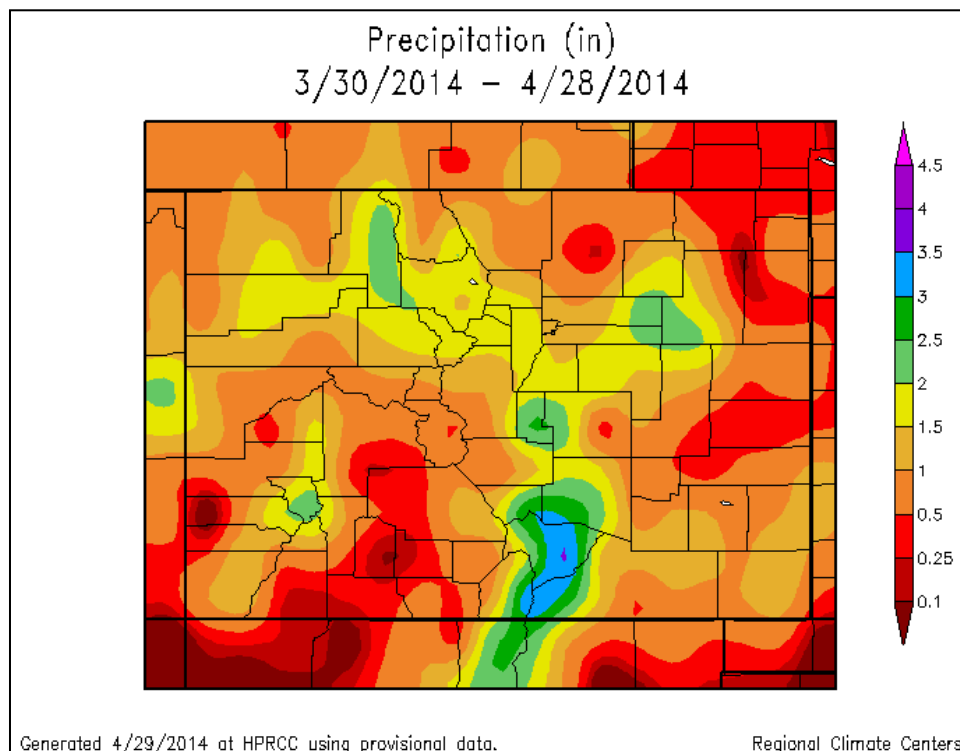 Precipitation (in)
3/30/2014 – 4/28/2014
4.5
4
3.5
3
2.5
2
1.5
1
0.5
0.25
0.1
Generated 4/29/2014 at HPRCC using provisional data.
Regional Climate Centers